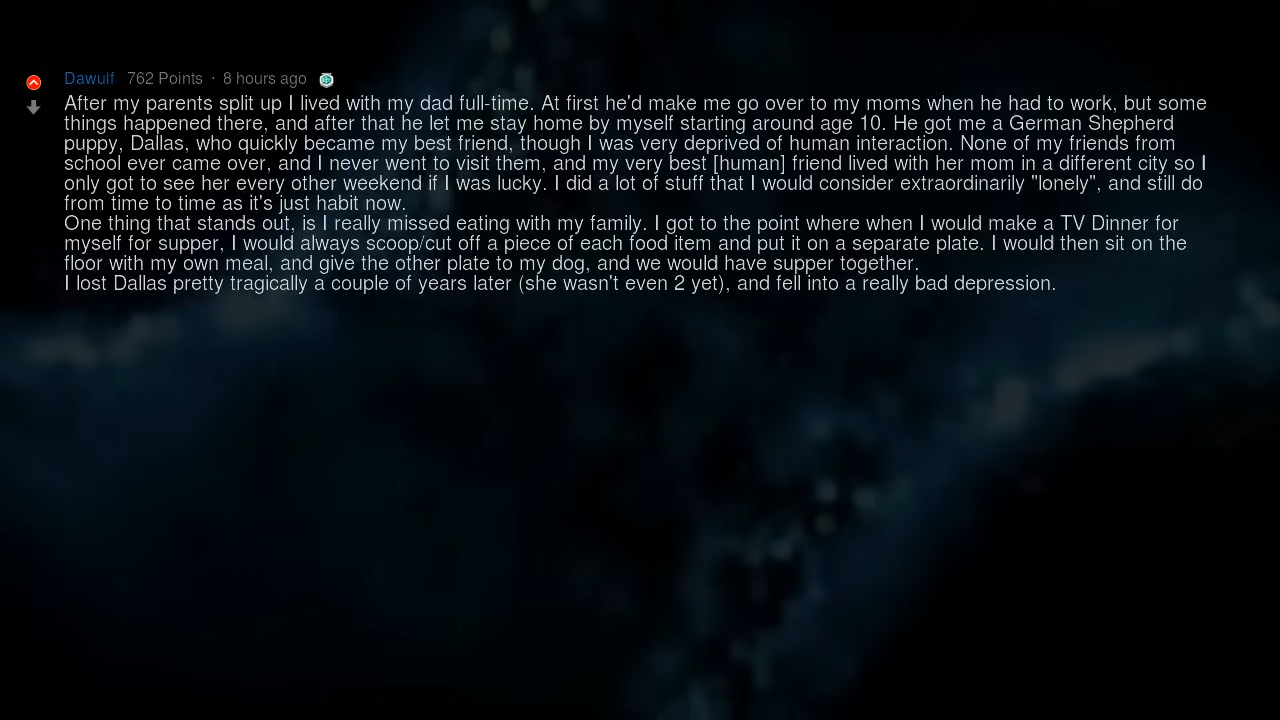 Dawulf 762 Points · 8 hours ago
After my parents split up I lived with my dad full-time. At first he'd make me go over to my moms when he had to work, but some
things happened there, and after that he let me stay home by myself starting around age 10. He got me a German Shepherd
puppy, Dallas, who quickly became my best friend, though I was very deprived of human interaction. None of my friends from
school ever came over, and I never went to visit them, and my very best [human] friend lived with her mom in a different city so I
only got to see her every other weekend if I was lucky. I did a lot of stuff that I would consider extraordinarily "lonely", and still do
from time to time as it's just habit now.
One thing that stands out, is I really missed eating with my family. I got to the point where when I would make a TV Dinner for
myself for supper, I would always scoop/cut off a piece of each food item and put it on a separate plate. I would then sit on the
floor with my own meal, and give the other plate to my dog, and we would have supper together.
I lost Dallas pretty tragically a couple of years later (she wasn't even 2 yet), and fell into a really bad depression.